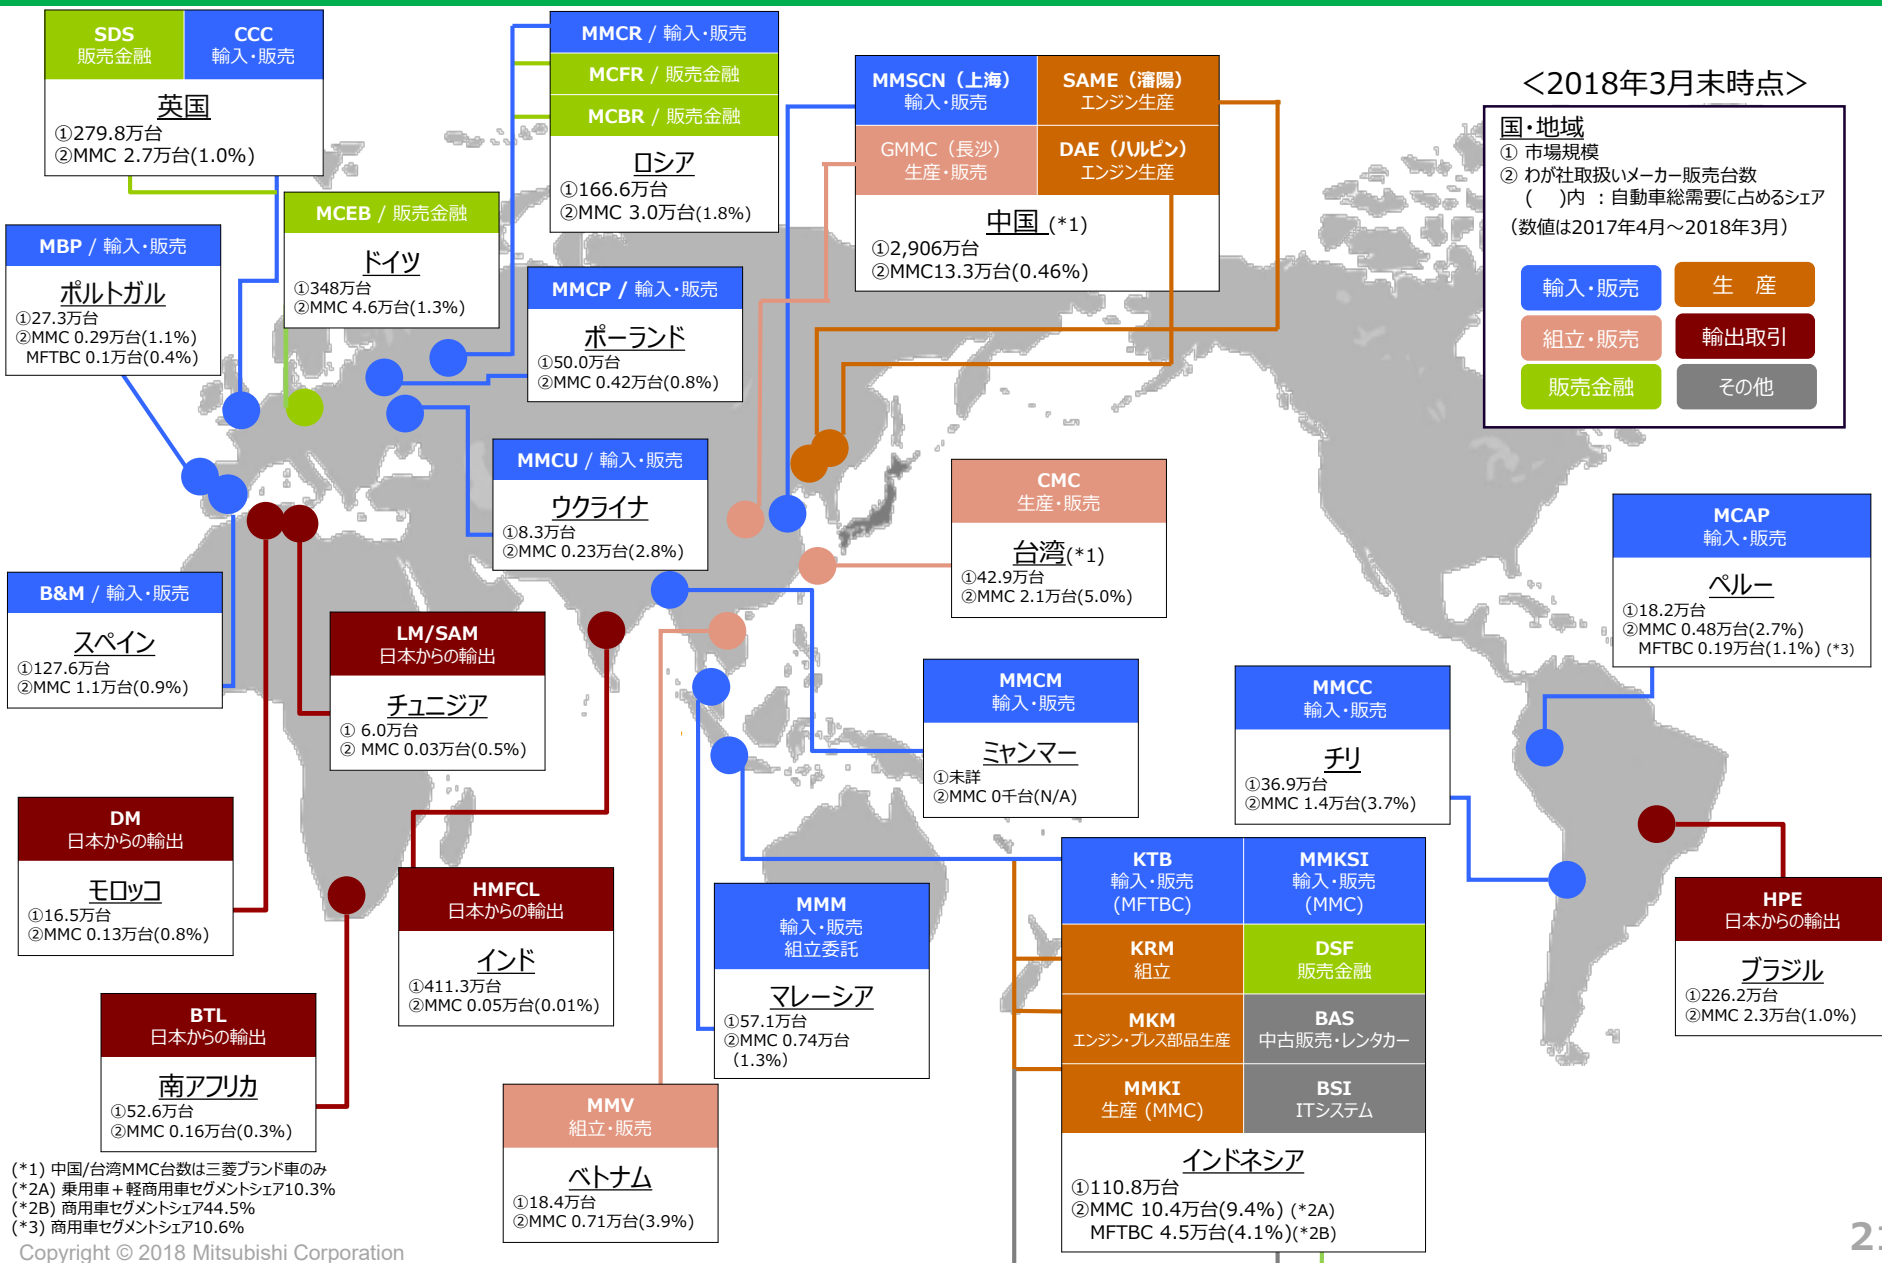 SDS
販売金融
CCC
輸入・販売
英国
①279.8万台
②MMC 2.7万台(1.0%)
MMCR / 輸入・販売
MCFR / 販売金融
MCBR / 販売金融
ロシア
①166.6万台
②MMC 3.0万台(1.8%)
MMSCN（上海）
輸入・販売
SAME（瀋陽）
エンジン生産
GMMC（長沙）
生産・販売
DAE（ハルピン）
エンジン生産
中国 (*1)
①2,906万台
②MMC13.3万台(0.46%)
＜2018年3月末時点＞
国・地域
① 市場規模
② わが社取扱いメーカー販売台数
(　)内 ：自動車総需要に占めるシェア
（数値は2017年4月～2018年3月）
輸入・販売
生　産
組立・販売
輸出取引
販売金融
その他
MCEB / 販売金融
ドイツ
①348万台
②MMC 4.6万台(1.3%)
MBP / 輸入・販売
ポルトガル
①27.3万台
②MMC 0.29万台(1.1%)
MFTBC 0.1万台(0.4%)
MMCP / 輸入・販売
ポーランド
①50.0万台
②MMC 0.42万台(0.8%)
MMCU / 輸入・販売
ウクライナ
①8.3万台
②MMC 0.23万台(2.8%)
CMC
生産・販売
台湾(*1)
①42.9万台
②MMC 2.1万台(5.0%)
MCAP
輸入・販売
ペルー
①18.2万台
②MMC 0.48万台(2.7%)
MFTBC 0.19万台(1.1%) (*3)
B&M / 輸入・販売
スペイン
①127.6万台
②MMC 1.1万台(0.9%)
LM/SAM
日本からの輸出
チュニジア
① 6.0万台
② MMC 0.03万台(0.5%)
MMCM
輸入・販売
ミャンマー
①未詳
②MMC 0千台(N/A)
MMCC
輸入・販売
チリ
①36.9万台
②MMC 1.4万台(3.7%)
DM
日本からの輸出
モロッコ
①16.5万台
②MMC 0.13万台(0.8%)
HMFCL
日本からの輸出
インド
①411.3万台
②MMC 0.05万台(0.01%)
MMM
輸入・販売
組立委託
マレーシア
①57.1万台
②MMC 0.74万台
（1.3%）
KTB
輸入・販売
(MFTBC)
MMKSI
輸入・販売
(MMC)
KRM
組立
DSF
販売金融
MKM
エンジン・プレス部品生産
BAS
中古販売・レンタカー
MMKI
生産 (MMC)
BSI
ITシステム
インドネシア
①110.8万台
②MMC 10.4万台(9.4%) (*2A)
MFTBC 4.5万台(4.1%)(*2B)
HPE
日本からの輸出
ブラジル
①226.2万台
②MMC 2.3万台(1.0%)
BTL
日本からの輸出
南アフリカ
①52.6万台
②MMC 0.16万台(0.3%)
MMV
組立・販売
ベトナム
①18.4万台
②MMC 0.71万台(3.9%)
(*1) 中国/台湾MMC台数は三菱ブランド車のみ
(*2A) 乗用車＋軽商用車セグメントシェア10.3%
(*2B) 商用車セグメントシェア44.5%
(*3) 商用車セグメントシェア10.6%
Copyright © 2018 Mitsubishi Corporation